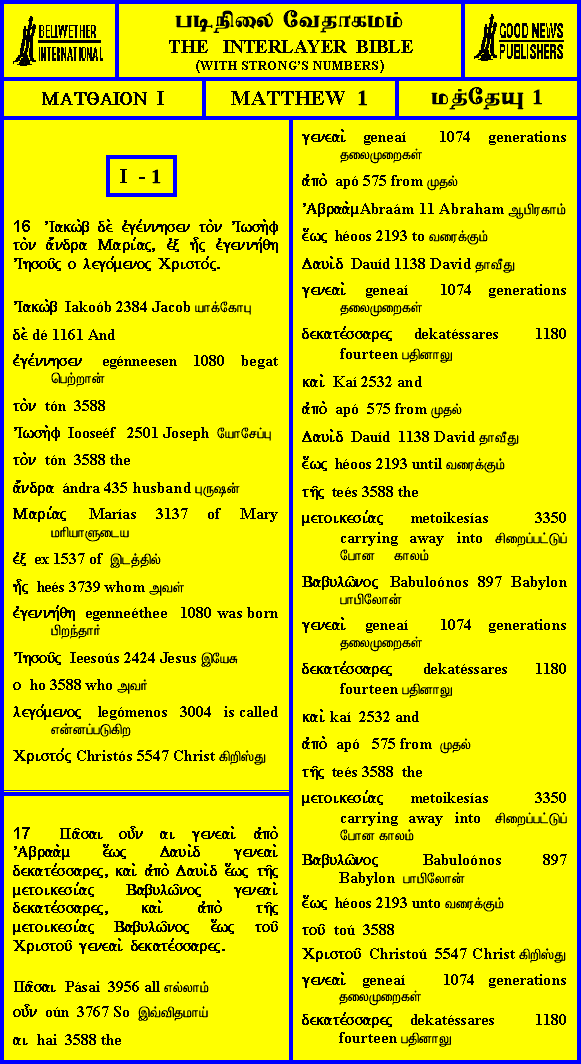 BELLWETHER
INTERNATIONAL
படிநிலை வேதாகமம்
THE INTERLAYER BIBLE
(WITH STRONG'S NUMBERS)
GOOD NEWS
PUBLISHERS
ΜΑΤΘΑΙΟΝ Ι
MATTHEW 1
மத்தேயு 1
I - 1
16 Ἰακὼβ δὲ ἐγέννησεν τὸν Ἰωσὴφ
τὸν ἄνδρα Μαρίας, ἐξ ἧς ἐγεννήθη
Ἰησοῦς ο λεγόμενος Χριστός.
Ἰακὼβ Iakoób 2384 Jacob யாக்கோபு
δὲ dé 1161 And
ἐγέννησεν egénneesen 1080 begat
பெற்றான்
τὸν tón 3588
Ἰωσὴφ Iooseéf 2501 Joseph யோசேப்பு
τὸν tón 3588 the
ἄνδρα ándra 435 husband புருஷன்
Μαρίας Marías 3137 of Mary
மரியாளுடைய
ἐξ ex 1537 of இடத்தில்
ἧς heés 3739 whom அவள்
ἐγεννήθη egenneéthee 1080 was born
பிறந்தார்
Ἰησοῦς Ieesoús 2424 Jesus இயேசு
ο ho 3588 who அவர்
λεγόμενος legómenos 3004 is called
என்னப்படுகிற
Χριστός Christós 5547 Christ கிறிஸ்து
17 Πᾶσαι οὖν αι γενεαὶ ἀπὸ
Ἀβραὰμ ἕως Δαυὶδ γενεαὶ
δεκατέσσαρες, καὶ ἀπὸ Δαυὶδ ἕως τῆς
μετοικεσίας Βαβυλῶνος γενεαὶ
δεκατέσσαρες, καὶ ἀπὸ τῆς
μετοικεσίας Βαβυλῶνος ἕως τοῦ
Χριστοῦ γενεαὶ δεκατέσσαρες.
Πᾶσαι Pásai 3956 all எல்லாம்
οὖν oún 3767 So இவ்விதமாய்
αι hai 3588 the
γενεαὶ geneaí 1074 generations
தலைமுறைகள்
ἀπὸ apó 575 from முதல்
Ἀβραὰμ Abraám 11 Abraham ஆபிரகாம்
ἕως héoos 2193 to வரைக்கும்
Δαυὶδ Dauíd 1138 David தாவீது
γενεαὶ geneaí 1074 generations
தலைமுறைகள்
δεκατέσσαρες dekatéssares 1180
fourteen பதினாலு
καὶ Kaí 2532 and
ἀπὸ apó 575 from முதல்
Δαυὶδ Dauíd 1138 David தாவீது
ἕως héoos 2193 until வரைக்கும்
τῆς teés 3588 the
μετοικεσίας metoikesías 3350
carrying away into சிறைப்பட்டுப்
போன காலம்
Βαβυλῶνος Babuloónos 897 Babylon
பாபிலோன்
γενεαὶ geneaí 1074 generations
தலைமுறைகள்
δεκατέσσαρες dekatéssares 1180
fourteen பதினாலு
καὶ kaí 2532 and
ἀπὸ apó 575 from முதல்
τῆς teés 3588 the
μετοικεσίας metoikesías 3350
carrying away into சிறைப்பட்டுப்
போன காலம்
Βαβυλῶνος Babuloónos 897
Babylon பாபிலோன்
ἕως héoos 2193 unto வரைக்கும்
τοῦ toú 3588
Χριστοῦ Christoú 5547 Christ கிறிஸ்து
γενεαὶ geneaí 1074 generations
தலைமுறைகள்
δεκατέσσαρες dekatéssares 1180
fourteen பதினாலு